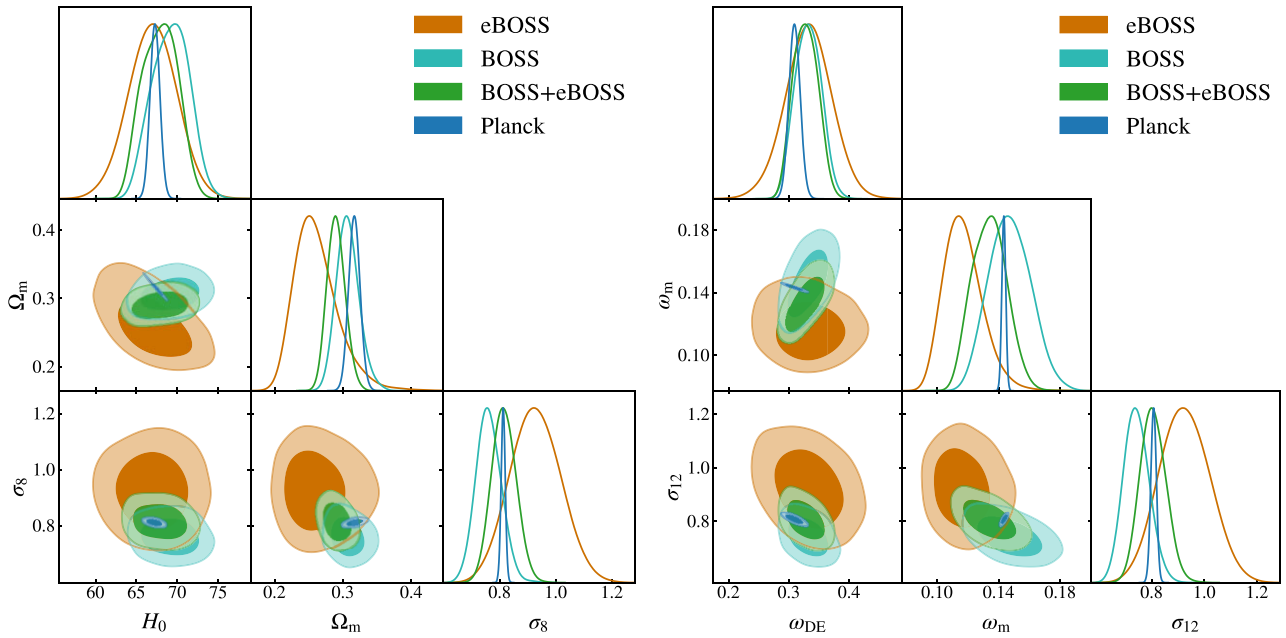 eBOSS
BOSS
BOSS+eBOSS
Planck
Ωm
0.4
0.3
0.2
σ8
1.2
1.0
0.8
60 65 70 75
0.2 0.3 0.4
0.8 1.0 1.2
H0
Ωm
σ8
eBOSS
BOSS
BOSS+eBOSS
Planck
ωm
0.18
0.14
0.10
σ12
1.2
1.0
0.8
0.2 0.3 0.4
0.10 0.14 0.18
0.8 1.0 1.2
ωDE
ωm
σ12